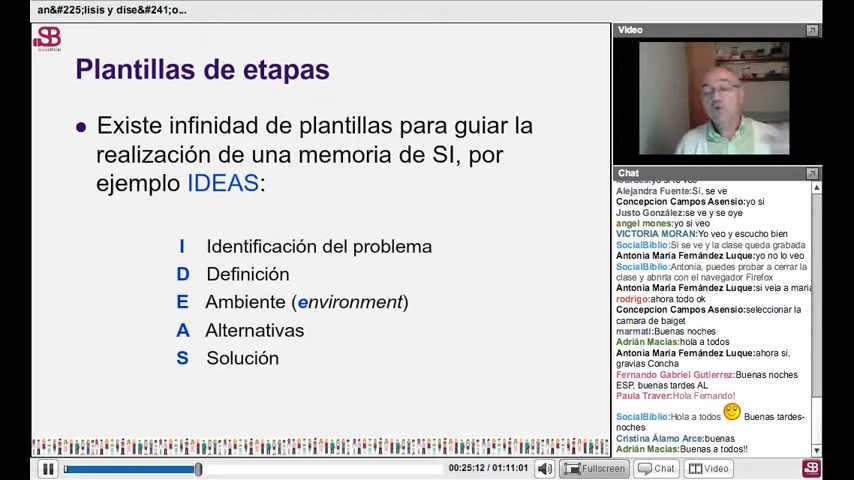 an&#225;lisis y dise&#241;o...
SB
Plantillas de etapas
Existe infinidad de plantillas para guiar la
realización de una memoria de SI, por
ejemplo IDEAS:
I Identificación del problema
D Definición
E Ambiente (environment)
A Alternativas
S Solución
Video
Chat
Alejandra Fuente:Sí, se ve
Concepcion Campos Asensio:yo si
Justo González:se ve y se oye
angel mones:yo si veo
VICTORIA MORAN:Yo veo y escucho bien
SocialBiblio:Si se ve y la clase queda grabada
Antonia María Fernández Luque:yo no lo veo
SocialBiblio:Antonia, puedes probar a cerrar la
clase y abrirla con el navegador Firefox
Antonia María Fernández Luque:si veia a maria
rodrigo:ahora todo ok
Concepcion Campos Asensio:seleccionar la
camara de baiget
marmati:Buenas noches
Adrián Macias:hola a todos
Antonia María Fernández Luque:ahora si,
gravias Concha
Fernando Gabriel Gutierrez:Buenas noches
ESP, buenas tardes AL
Paula Traver:Hola Fernando!
SocialBiblio:Hola a todos Buenas tardes-
noches
Cristina Álamo Arce:buenas
Adrián Macias:Buenas a todos!!
00:25:12 / 01:11:01
Fullscreen
Chat
Video
SB